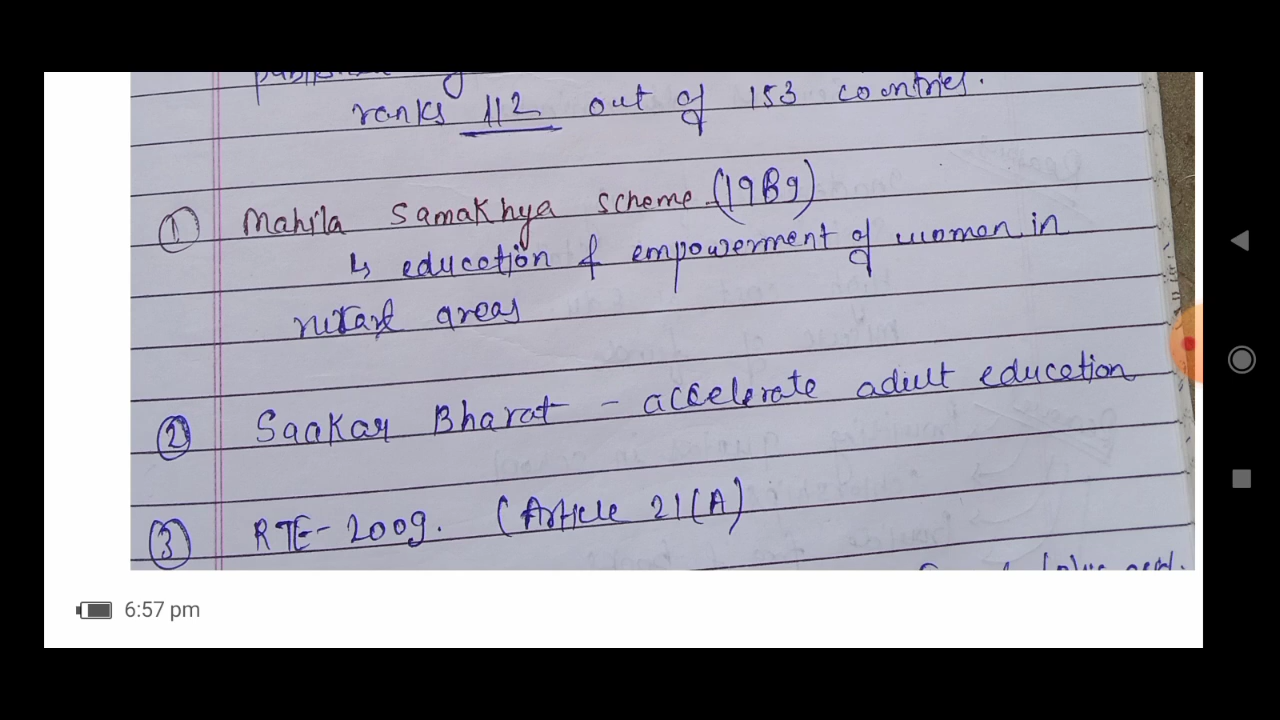 ranks 112 out of 153 countries.
① Mahila Samakhya scheme (1989)
↳ education & empowerment of women in
areas
② Saakar Bharat - accelerate adult education
③ RTE-2009. (Article 21(A)
6:57 pm